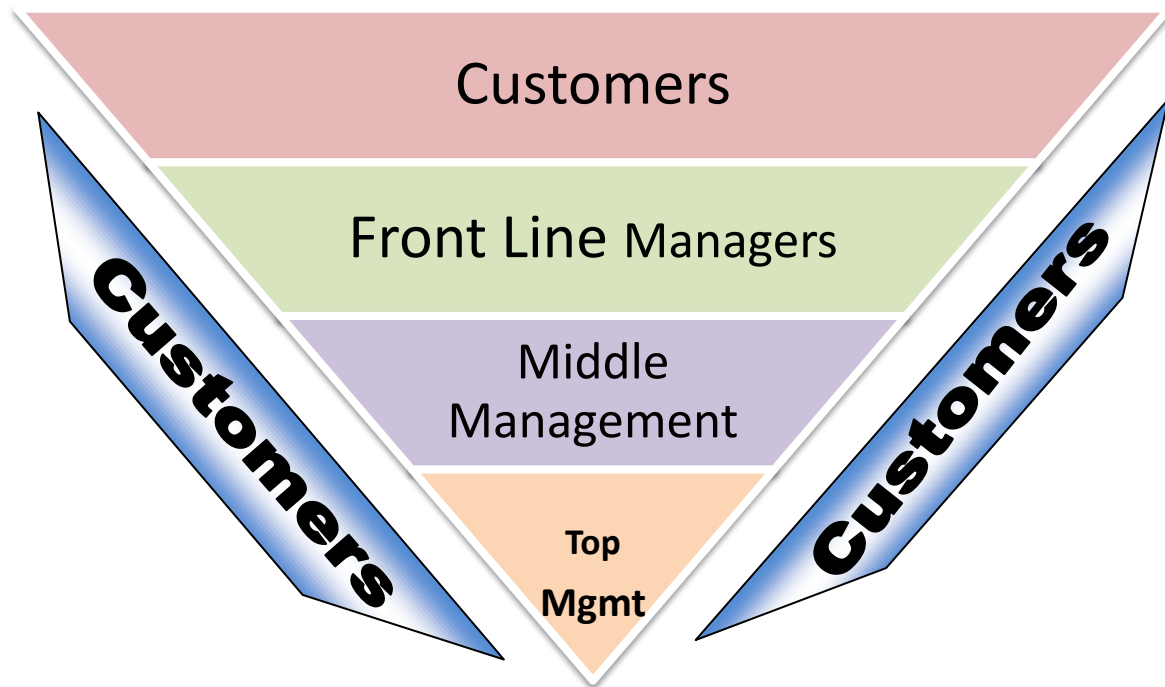 Customers
Front Line Managers
Middle
Management
Top
Mgmt
Customers
Customers